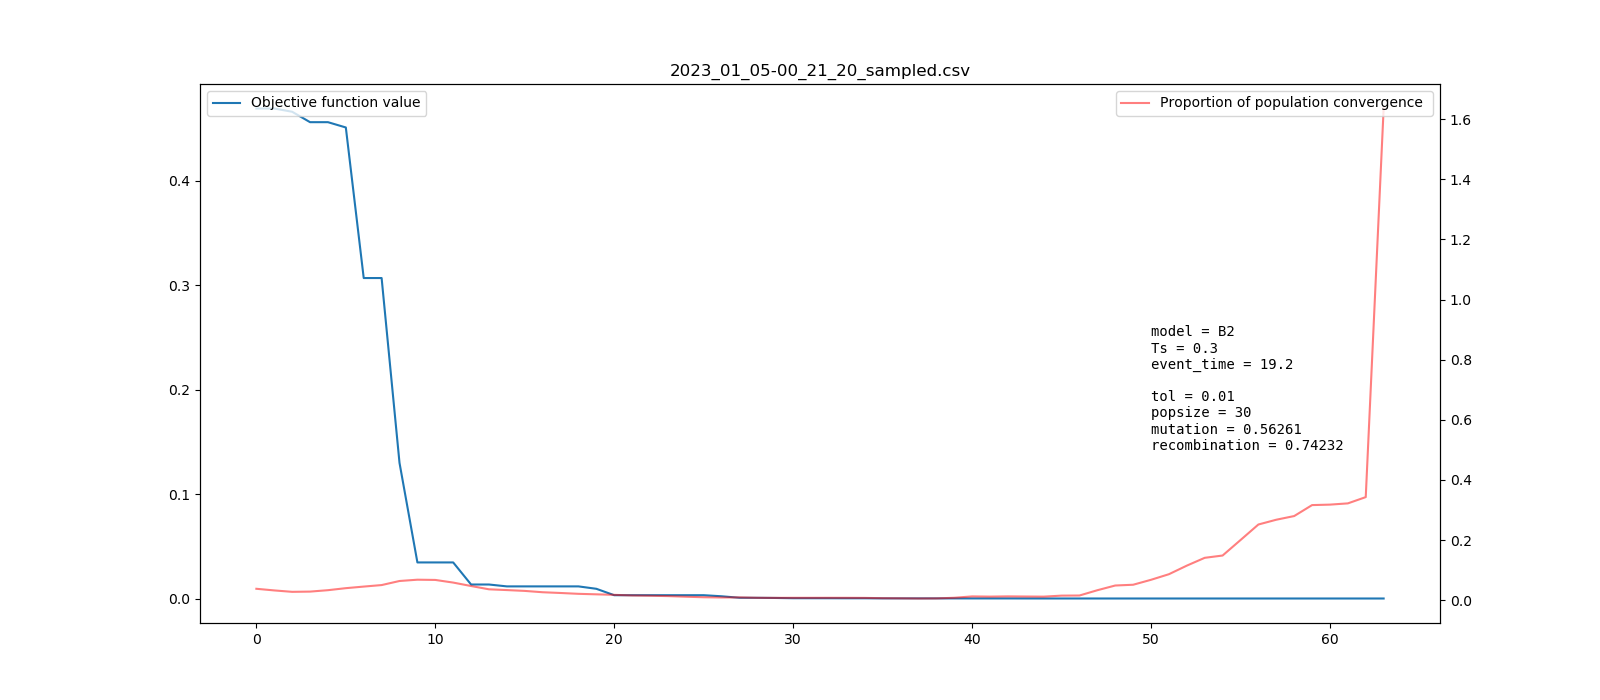 2023_01_05-00_21_20_sampled.csv
Objective function value
Proportion of population convergence
0.4
0.3
0.2
0.1
0.0
1.6
1.4
1.2
1.0
0.8
0.6
0.4
0.2
0.0
model = B2
Ts = 0.3
event_time = 19.2
tol = 0.01
popsize = 30
mutation = 0.56261
recombination = 0.74232
0 10 20 30 40 50 60